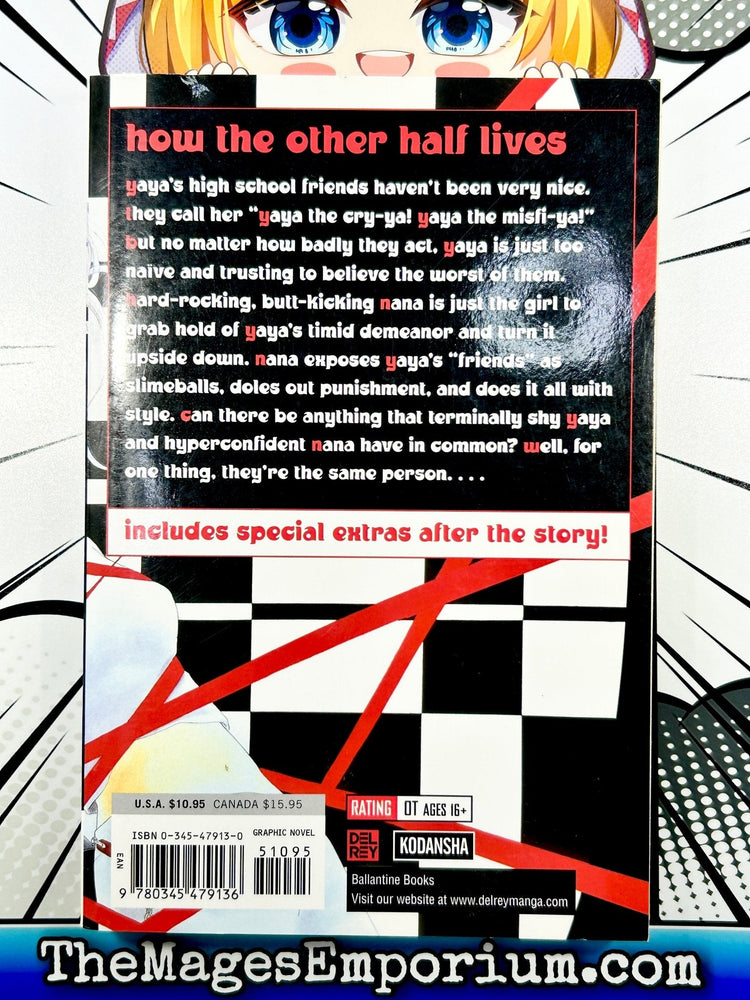 how the other half lives
yaya's high school friends haven't been very nice.
they call her "yaya the cry-ya! yaya the misfi-ya!"
but no matter how badly they act, yaya is just too
naive and trusting to believe the worst of them.
hard-rocking, butt-kicking nana is just the girl to
grab hold of yaya's timid demeanor and turn it
upside down. nana exposes yaya's "friends" as
slimeballs, doles out punishment, and does it all with
style. can there be anything that terminally shy yaya
and hyperconfident nana have in common? well, for
one thing, they're the same person. . . .
includes special extras after the story!
U.S.A. $10.95 CANADA $15.95
ISBN 0-345-47913-0 GRAPHIC NOVEL
51095
EAN
9 780345 479136
RATING OT AGES 16+
DEL REY KODANSHA
Ballantine Books
Visit our website at www.delreymanga.com
TheMagesEmporium.com